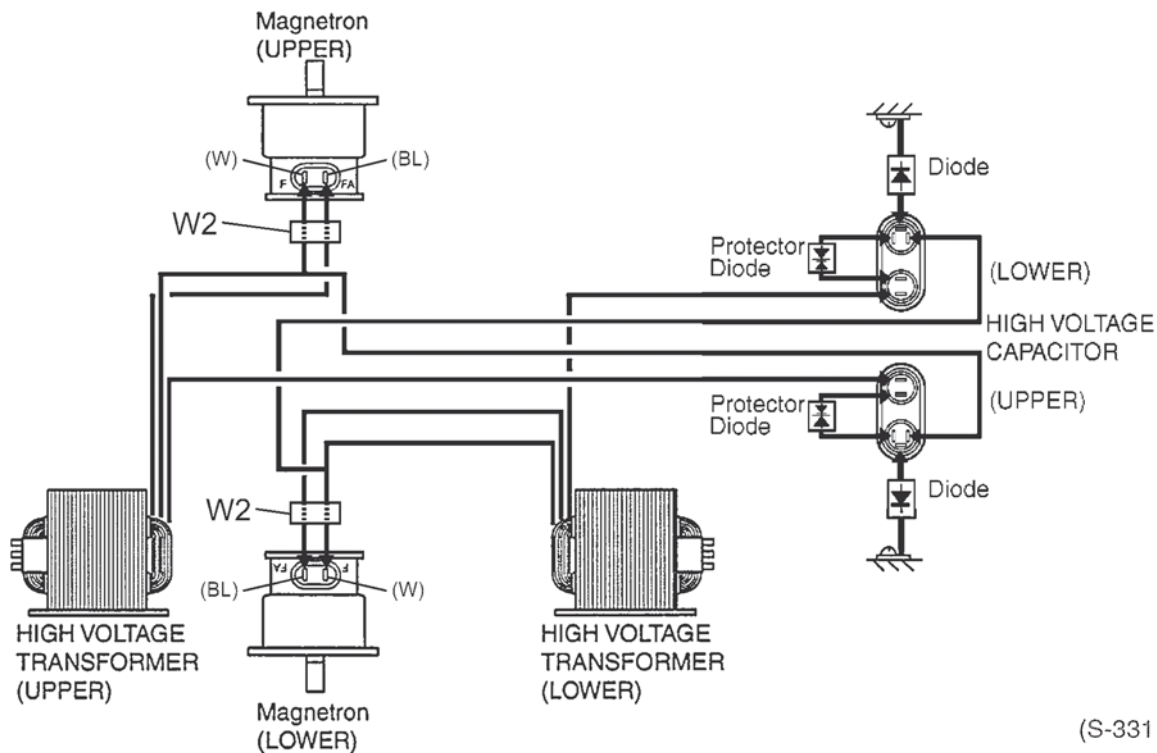 Magnetron
(UPPER)
(W)
(BL)
F
FA
W2
Diode
Protector
Diode
(LOWER)
HIGH VOLTAGE
CAPACITOR
Protector
Diode
(UPPER)
Diode
W2
FA
F
(BL)
(W)
HIGH VOLTAGE
TRANSFORMER
(UPPER)
HIGH VOLTAGE
TRANSFORMER
(LOWER)
Magnetron
(LOWER)
(S-331